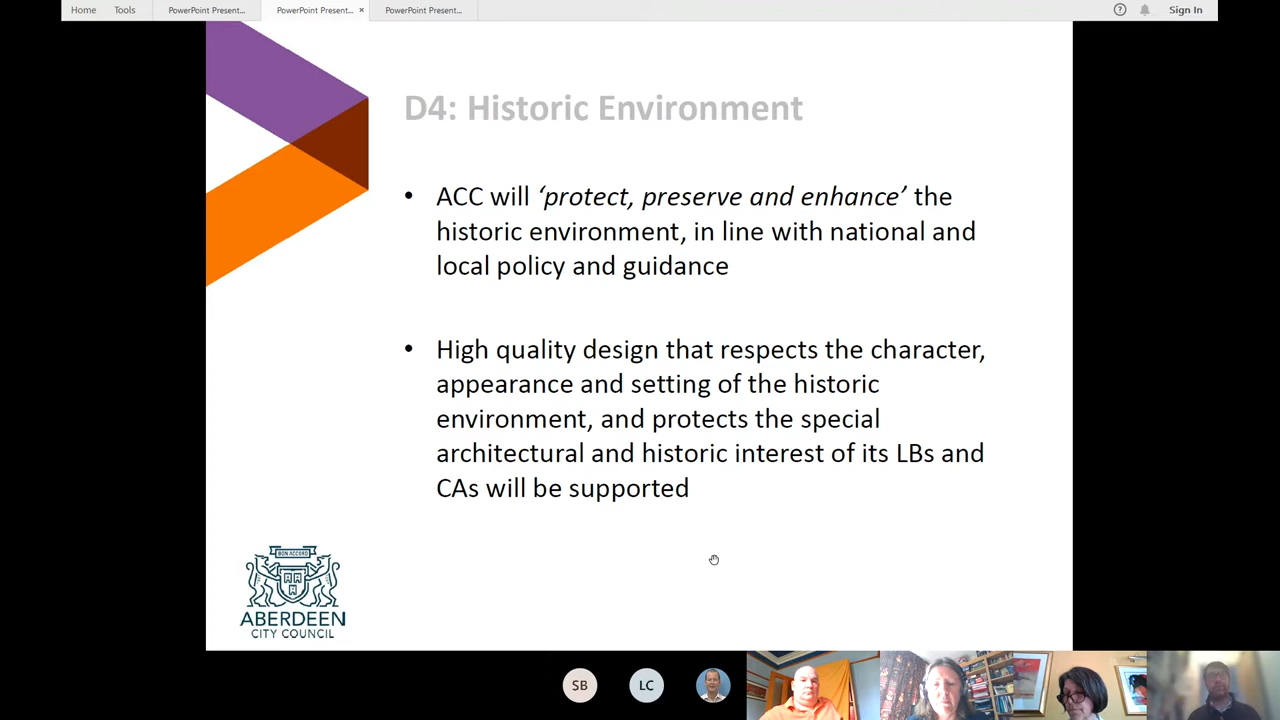 Home Tools PowerPoint Present... PowerPoint Present... × PowerPoint Present... Sign In
D4: Historic Environment
• ACC will ‘protect, preserve and enhance’ the
historic environment, in line with national and
local policy and guidance
• High quality design that respects the character,
appearance and setting of the historic
environment, and protects the special
architectural and historic interest of its LBs and
CAs will be supported
BON ACCORD
ABERDEEN
CITY COUNCIL
SB LC